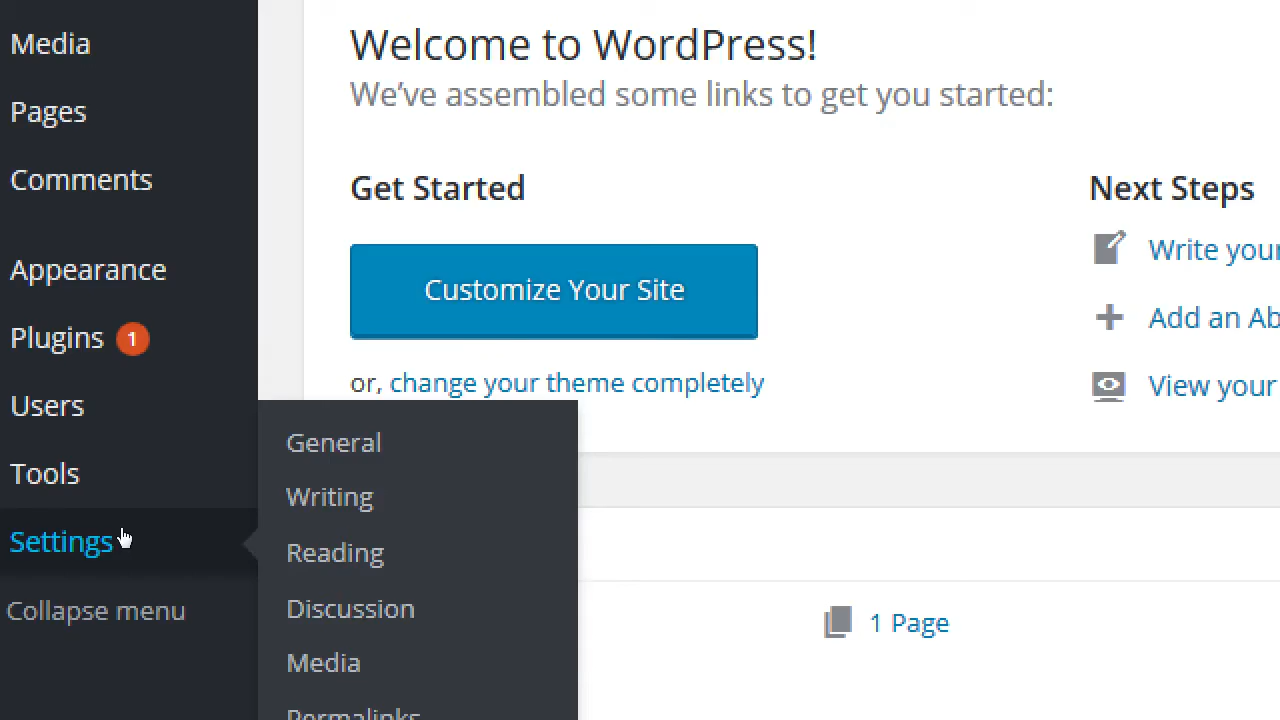 Media
Pages
Comments
Appearance
Plugins 1
Users
Tools
Settings
Collapse menu
General
Writing
Reading
Discussion
Media
Permalinks
Welcome to WordPress!
We've assembled some links to get you started:
Get Started
Customize Your Site
or, change your theme completely
Next Steps
Write your
Add an Ab
View your
1 Page